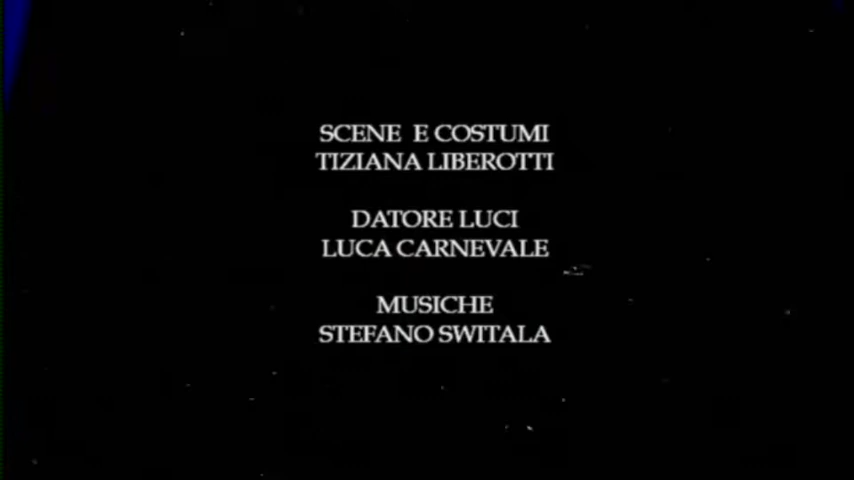 SCENE E COSTUMI
TIZIANA LIBEROTTI
DATORE LUCI
LUCA CARNEVALE
MUSICHE
STEFANO SWITALA